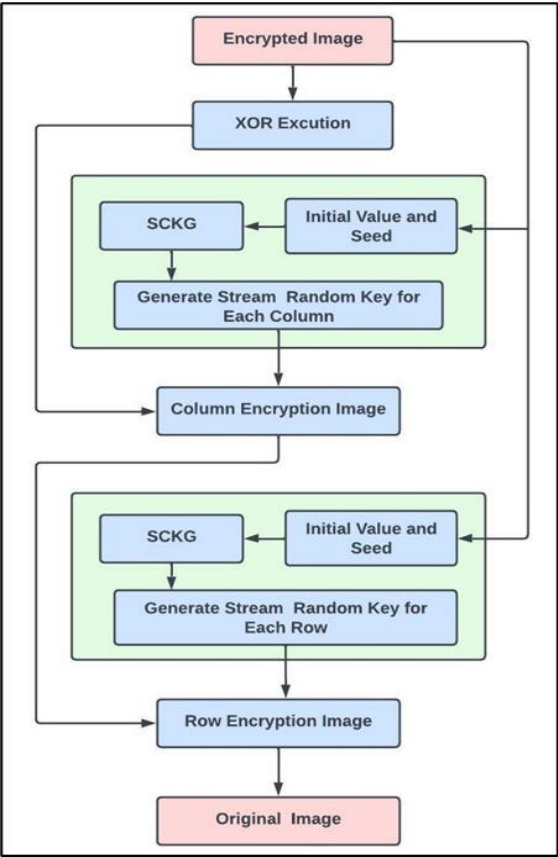 Encrypted Image
XOR Excution
SCKG
Initial Value and
Seed
Generate Stream Random Key for
Each Column
Column Encryption Image
SCKG
Initial Value and
Seed
Generate Stream Random Key for
Each Row
Row Encryption Image
Original Image